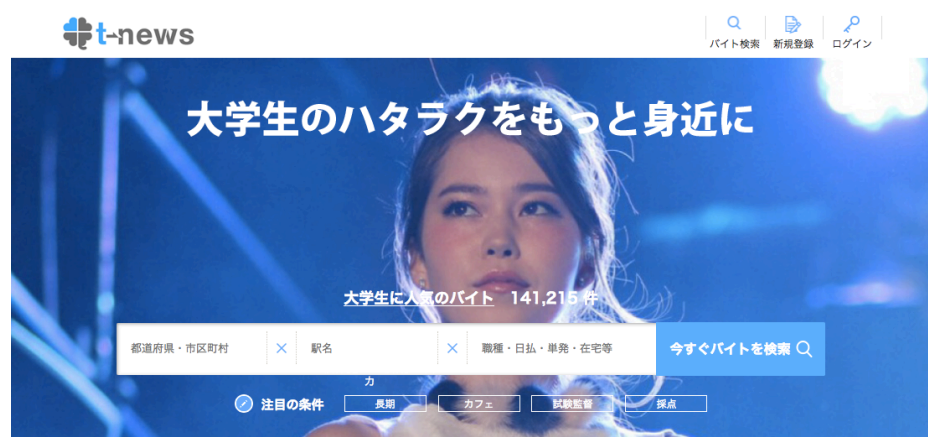 t-news
バイト検索 新規登録 ログイン
大学生のハタラクをもっと身近に
大学生に人気のバイト 141,215 件
都道府県・市区町村 × 駅名 × 職種・日払・単発・在宅等 今すぐバイトを検索
カ
注目の条件 長期 カフェ 試験監督 採点